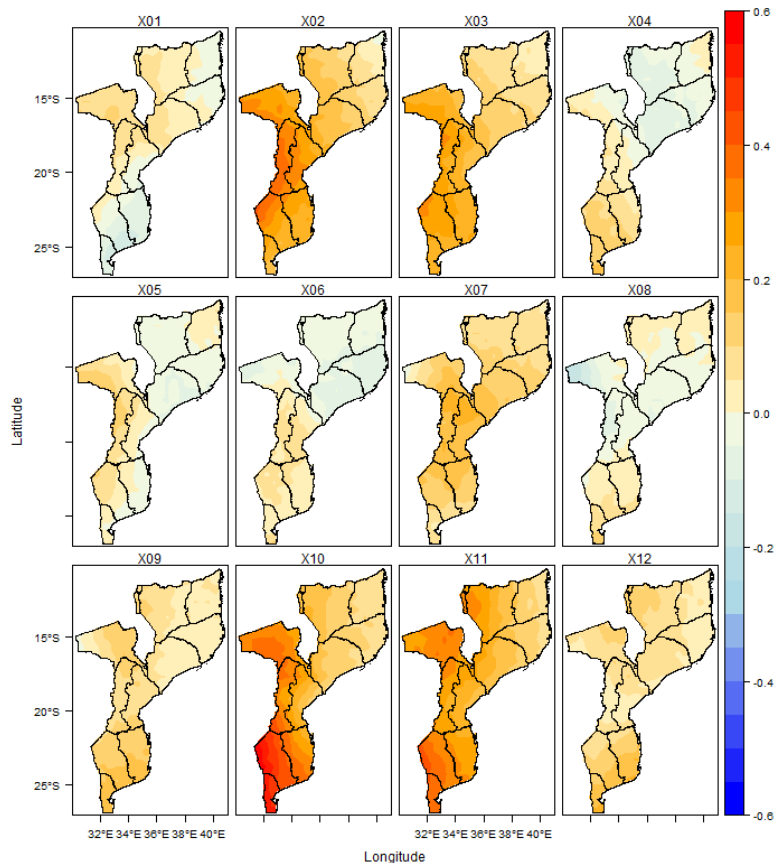 X01 X02 X03 X04
0.6
15°S
20°S
25°S
0.4
0.2
X05 X06 X07 X08
0.0
Latitude
-0.2
X09 X10 X11 X12
15°S
20°S
25°S
-0.4
-0.6
32°E 34°E 36°E 38°E 40°E 32°E 34°E 36°E 38°E 40°E
Longitude